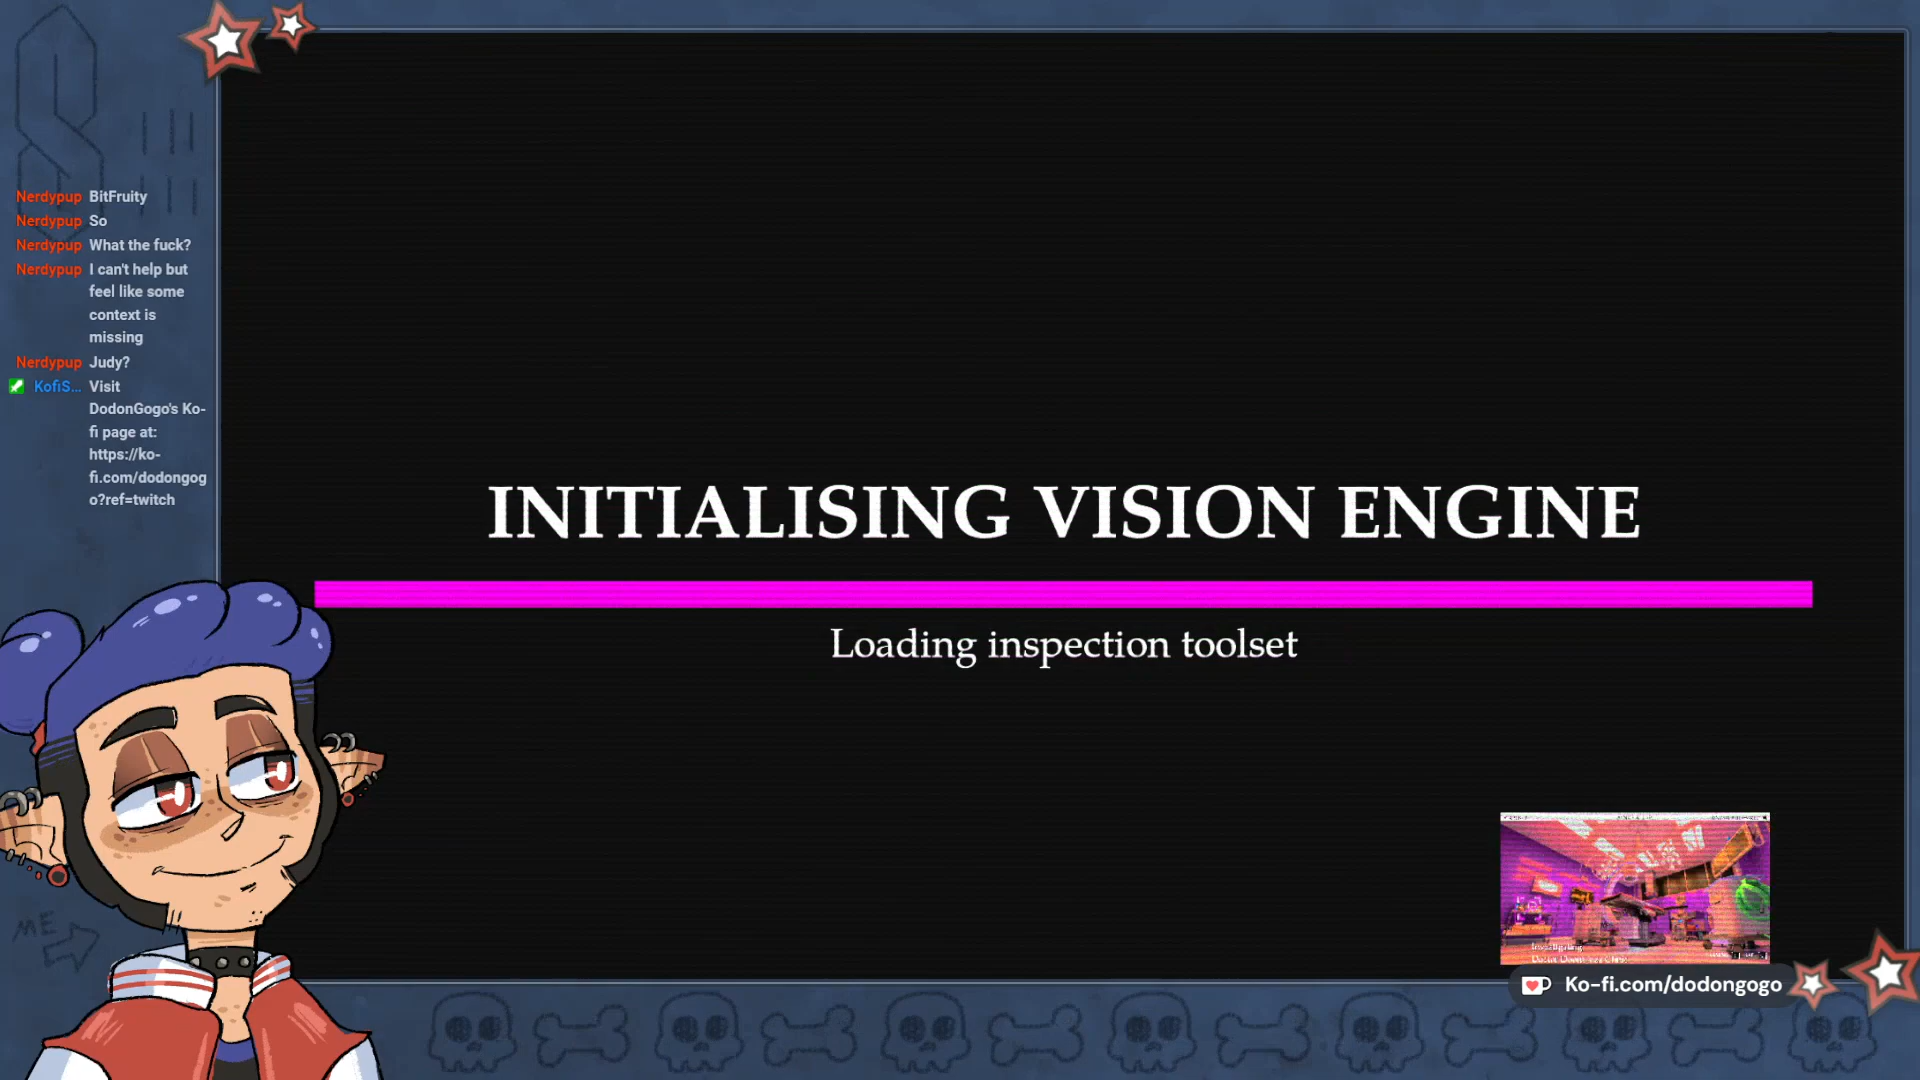 Nerdypup BitFruity
Nerdypup So
Nerdypup What the fuck?
Nerdypup I can't help but
feel like some
context is
missing
Nerdypup Judy?
KofiS... Visit
DodonGogo's Ko-
fi page at:
https://ko-
fi.com/dodongog
o?ref=twitch
INITIALISING VISION ENGINE
Loading inspection toolset
ME
Investigating:
Ko-fi.com/dodongogo